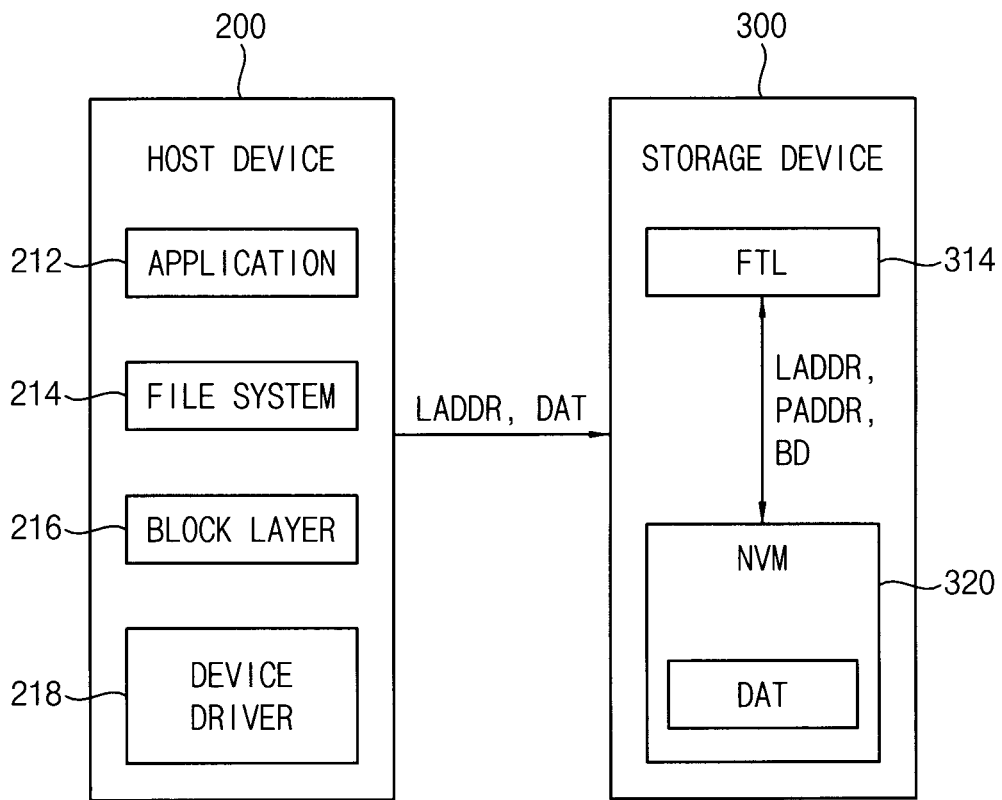 200
300
HOST DEVICE
STORAGE DEVICE
212
APPLICATION
FTL
314
214
FILE SYSTEM
LADDR, DAT
LADDR,
PADDR,
BD
216
BLOCK LAYER
NVM
320
218
DEVICE
DRIVER
DAT